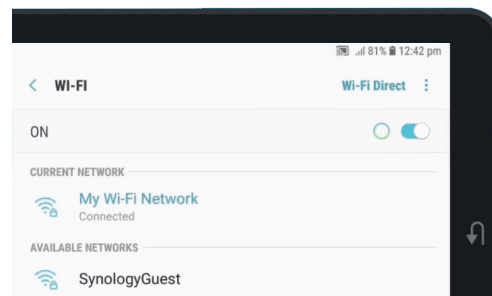 81% 12:42 pm
WI-FI Wi-Fi Direct
ON
CURRENT NETWORK
My Wi-Fi Network
Connected
AVAILABLE NETWORKS
SynologyGuest